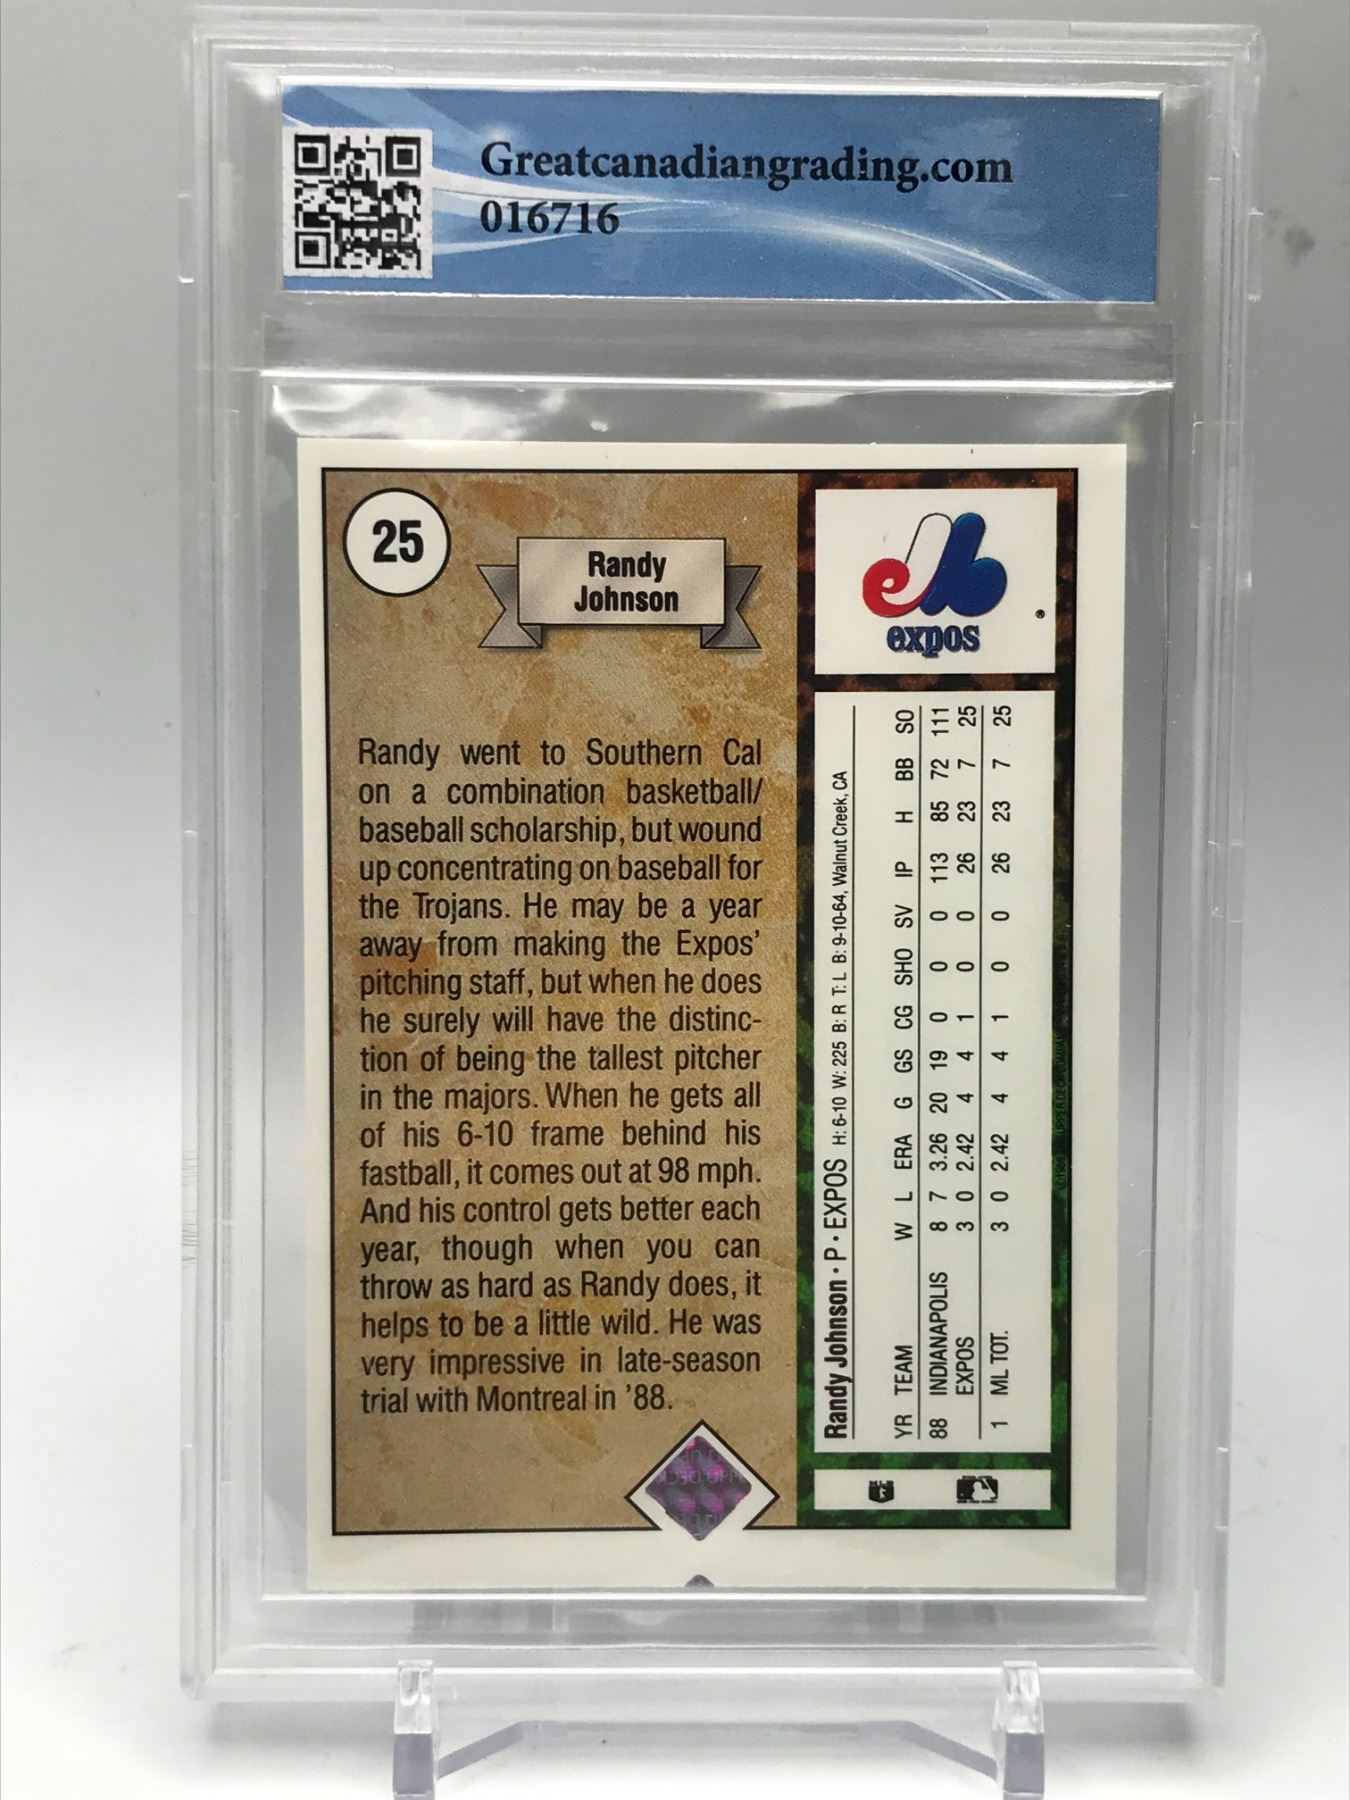 Greatcanadiangrading.com
016716
25
Randy
Johnson
expos
®
Randy went to Southern Cal
on a combination basketball/
baseball scholarship, but wound
up concentrating on baseball for
the Trojans. He may be a year
away from making the Expos'
pitching staff, but when he does
he surely will have the distinc-
tion of being the tallest pitcher
in the majors. When he gets all
of his 6-10 frame behind his
fastball, it comes out at 98 mph.
And his control gets better each
year, though when you can
throw as hard as Randy does, it
helps to be a little wild. He was
very impressive in late-season
trial with Montreal in '88.
Randy Johnson • P • EXPOS H: 6-10 W: 225 B: R T: L B: 9-10-64, Walnut Creek, CA
YR TEAM W L ERA G GS CG SHO SV IP H BB SO
88 INDIANAPOLIS 8 7 3.26 20 19 0 0 0 113 85 72 111
EXPOS 3 0 2.42 4 4 1 0 0 26 23 7 25
1 ML TOT. 3 0 2.42 4 4 1 0 0 26 23 7 25